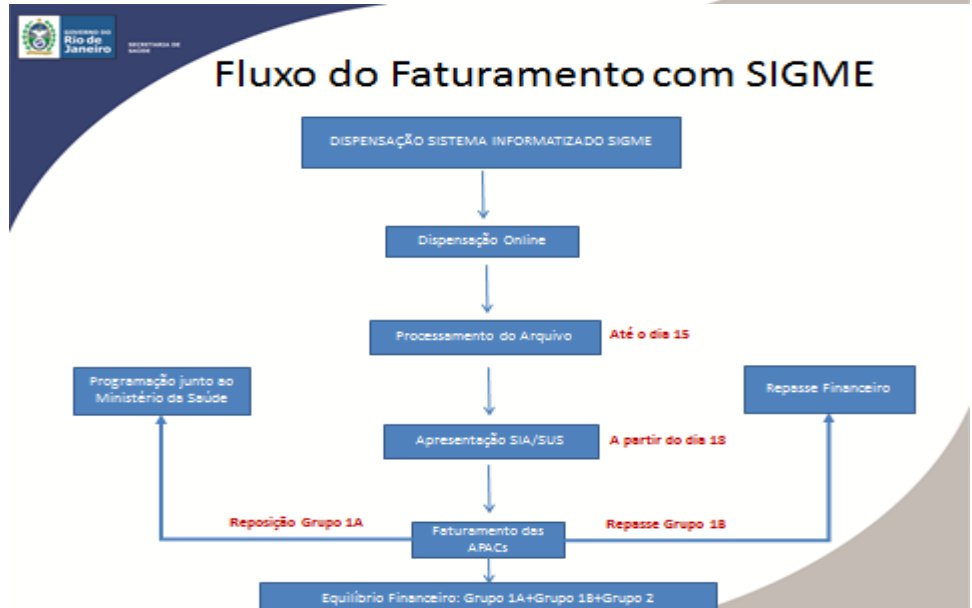 GOVERNO DO
Rio de
Janeiro
SECRETARIA DE
SAÚDE
Fluxo do Faturamento com SIGME
DISPENSAÇÃO SISTEMA INFORMATIZADO SIGME
Dispensação Online
Processamento do Arquivo
Até o dia 15
Programação junto ao
Ministério da Saúde
Repasse Financeiro
Apresentação SIA/SUS
A partir do dia 18
Reposição Grupo 1A
Faturamento das
APACs
Repasse Grupo 1B
Equilíbrio Financeiro: Grupo 1A+Grupo 1B+Grupo 2